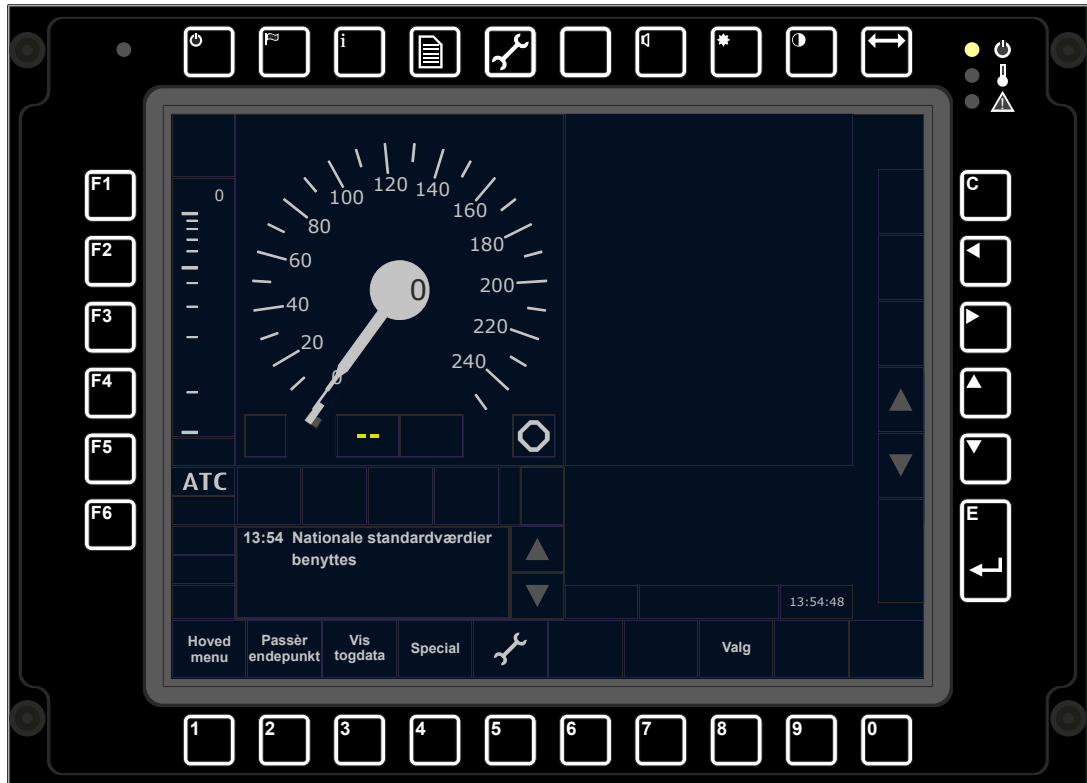 i
F1
F2
F3
F4
F5
F6
C
E
0
0
20
40
60
80
100
120
140
160
180
200
220
240
0
--
ATC
13:54 Nationale standardværdier
benyttes
13:54:48
Hoved
menu
Passèr
endepunkt
Vis
togdata
Special
Valg
1
2
3
4
5
6
7
8
9
0